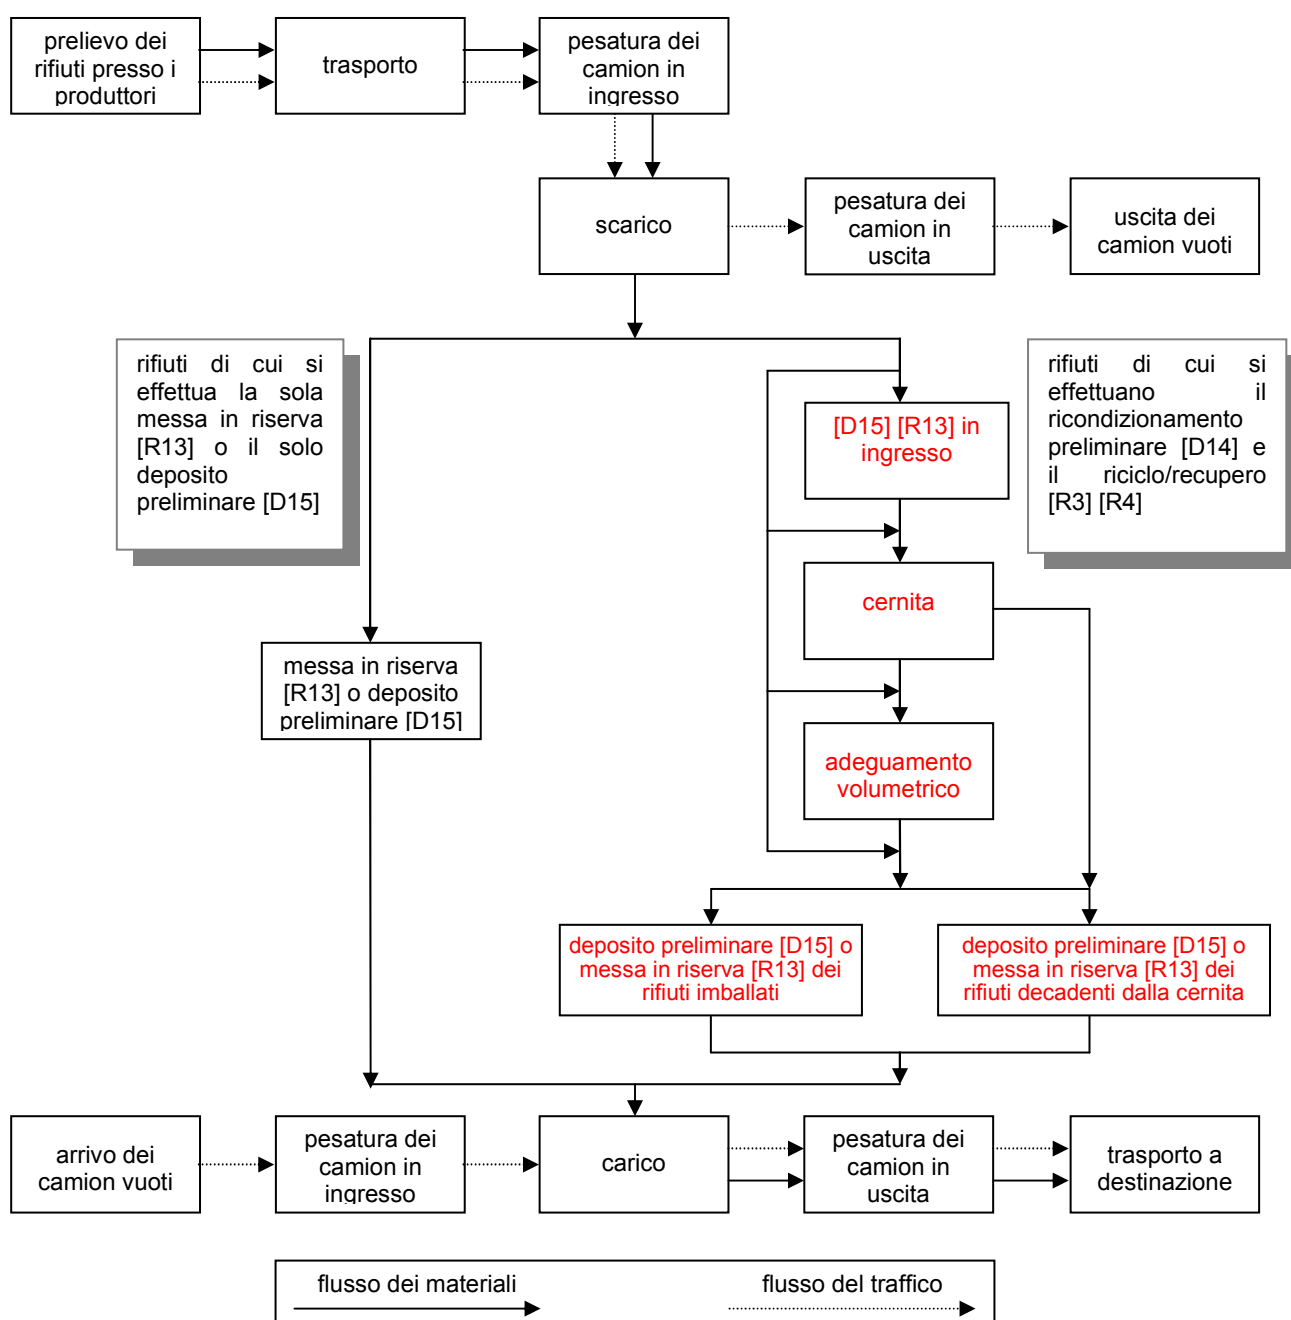 prelievo dei
rifiuti presso i
produttori
trasporto
pesatura dei
camion in
ingresso
scarico
pesatura dei
camion in
uscita
uscita dei
camion vuoti
rifiuti di cui si
effettua la sola
messa in riserva
[R13] o il solo
deposito
preliminare [D15]
[D15] [R13] in
ingresso
rifiuti di cui si
effettuano il
ricondizionamento
preliminare [D14] e
il riciclo/recupero
[R3] [R4]
cernita
messa in riserva
[R13] o deposito
preliminare [D15]
adeguamento
volumetrico
deposito preliminare [D15] o
messa in riserva [R13] dei
rifiuti imballati
deposito preliminare [D15] o
messa in riserva [R13] dei
rifiuti decadenti dalla cernita
arrivo dei
camion vuoti
pesatura dei
camion in
ingresso
carico
pesatura dei
camion in
uscita
trasporto a
destinazione
flusso dei materiali
flusso del traffico